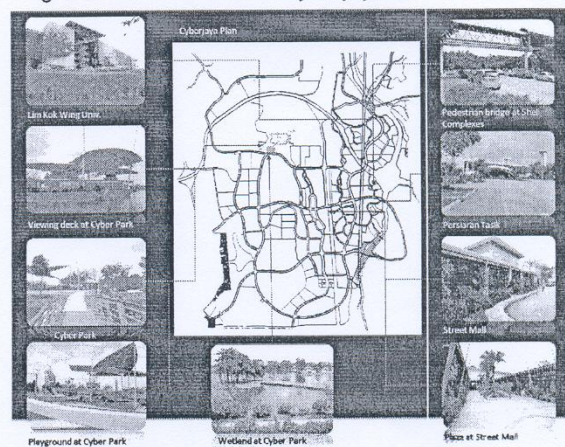 Cyberjaya Plan
Lim Kok Wing Univ.
Viewing deck at Cyber Park
Cyber Park
Playground at Cyber Park
Wetland at Cyber Park
Pedestrian bridge at Shell
Complexes
Persiaran Tasik
Street Mall
Plaza at Street Mall